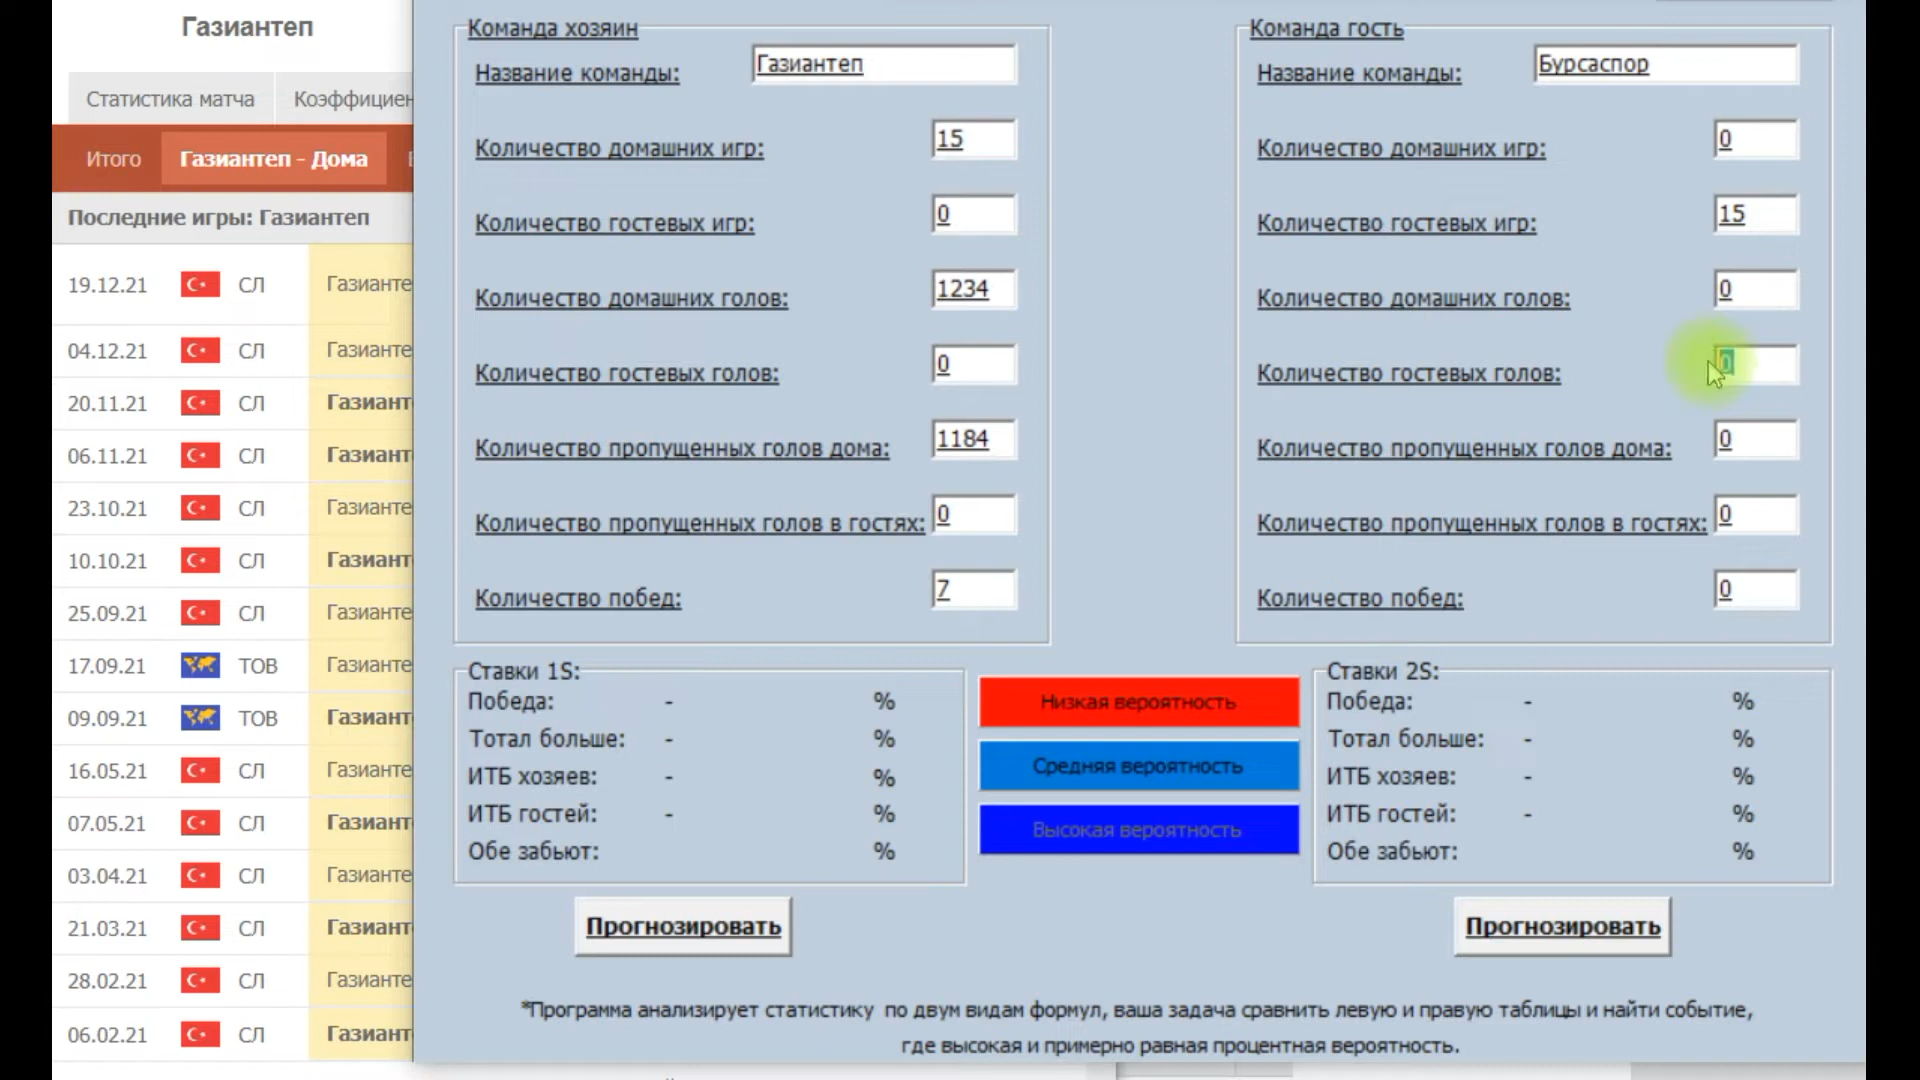 Газиантеп
Статистика матча
Коэффициен
Итого
Газиантеп - Дома
Последние игры: Газиантеп
19.12.21 СЛ Газианте
04.12.21 СЛ Газианте
20.11.21 СЛ Газиант
06.11.21 СЛ Газиант
23.10.21 СЛ Газианте
10.10.21 СЛ Газиант
25.09.21 СЛ Газианте
17.09.21 ТОВ Газианте
09.09.21 ТОВ Газиант
16.05.21 СЛ Газианте
07.05.21 СЛ Газиант
03.04.21 СЛ Газианте
21.03.21 СЛ Газиант
28.02.21 СЛ Газианте
06.02.21 СЛ Газиант
Команда хозяин
Название команды: Газиантеп
Количество домашних игр: 15
Количество гостевых игр: 0
Количество домашних голов: 1234
Количество гостевых голов: 0
Количество пропущенных голов дома: 1184
Количество пропущенных голов в гостях: 0
Количество побед: 7
Команда гость
Название команды: Бурсаспор
Количество домашних игр: 0
Количество гостевых игр: 15
Количество домашних голов: 0
Количество гостевых голов: 0
Количество пропущенных голов дома: 0
Количество пропущенных голов в гостях: 0
Количество побед: 0
Ставки 1S:
Победа: - %
Тотал больше: - %
ИТБ хозяев: - %
ИТБ гостей: - %
Обе забьют: %
Низкая вероятность
Средняя вероятность
Высокая вероятность
Ставки 2S:
Победа: - %
Тотал больше: - %
ИТБ хозяев: - %
ИТБ гостей: - %
Обе забьют: %
Прогнозировать
Прогнозировать
*Программа анализирует статистику по двум видам формул, ваша задача сравнить левую и правую таблицы и найти событие,
где высокая и примерно равная процентная вероятность.